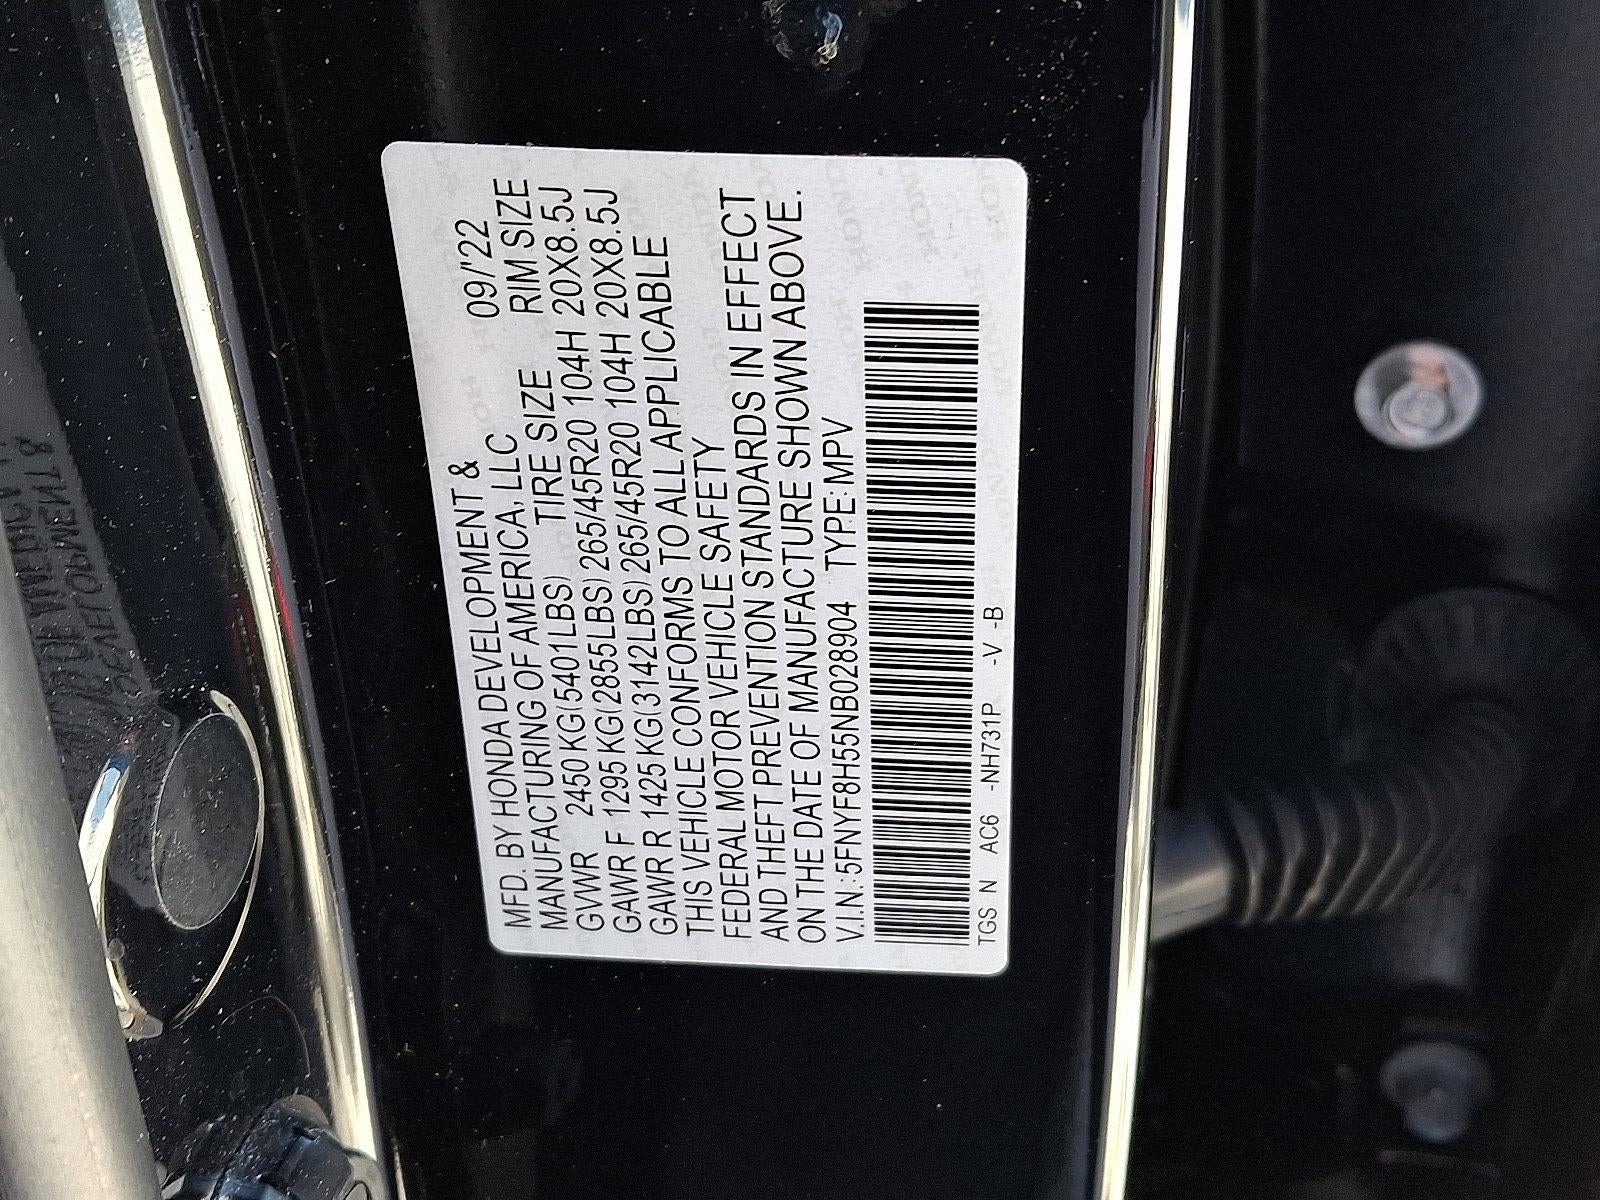 MFD. BY HONDA DEVELOPMENT & 09/'22
MANUFACTURING OF AMERICA, LLC
TIRE SIZE RIM SIZE
GVWR 2450 KG(5401LBS)
GAWR F 1295 KG(2855LBS) 265/45R20 104H 20X8.5J
GAWR R 1425 KG(3142LBS) 265/45R20 104H 20X8.5J
THIS VEHICLE CONFORMS TO ALL APPLICABLE
FEDERAL MOTOR VEHICLE SAFETY
AND THEFT PREVENTION STANDARDS IN EFFECT
ON THE DATE OF MANUFACTURE SHOWN ABOVE.
V.I.N.:5FNYF8H55NB028904 TYPE:MPV
TGS N AC6 -NH731P -V -B